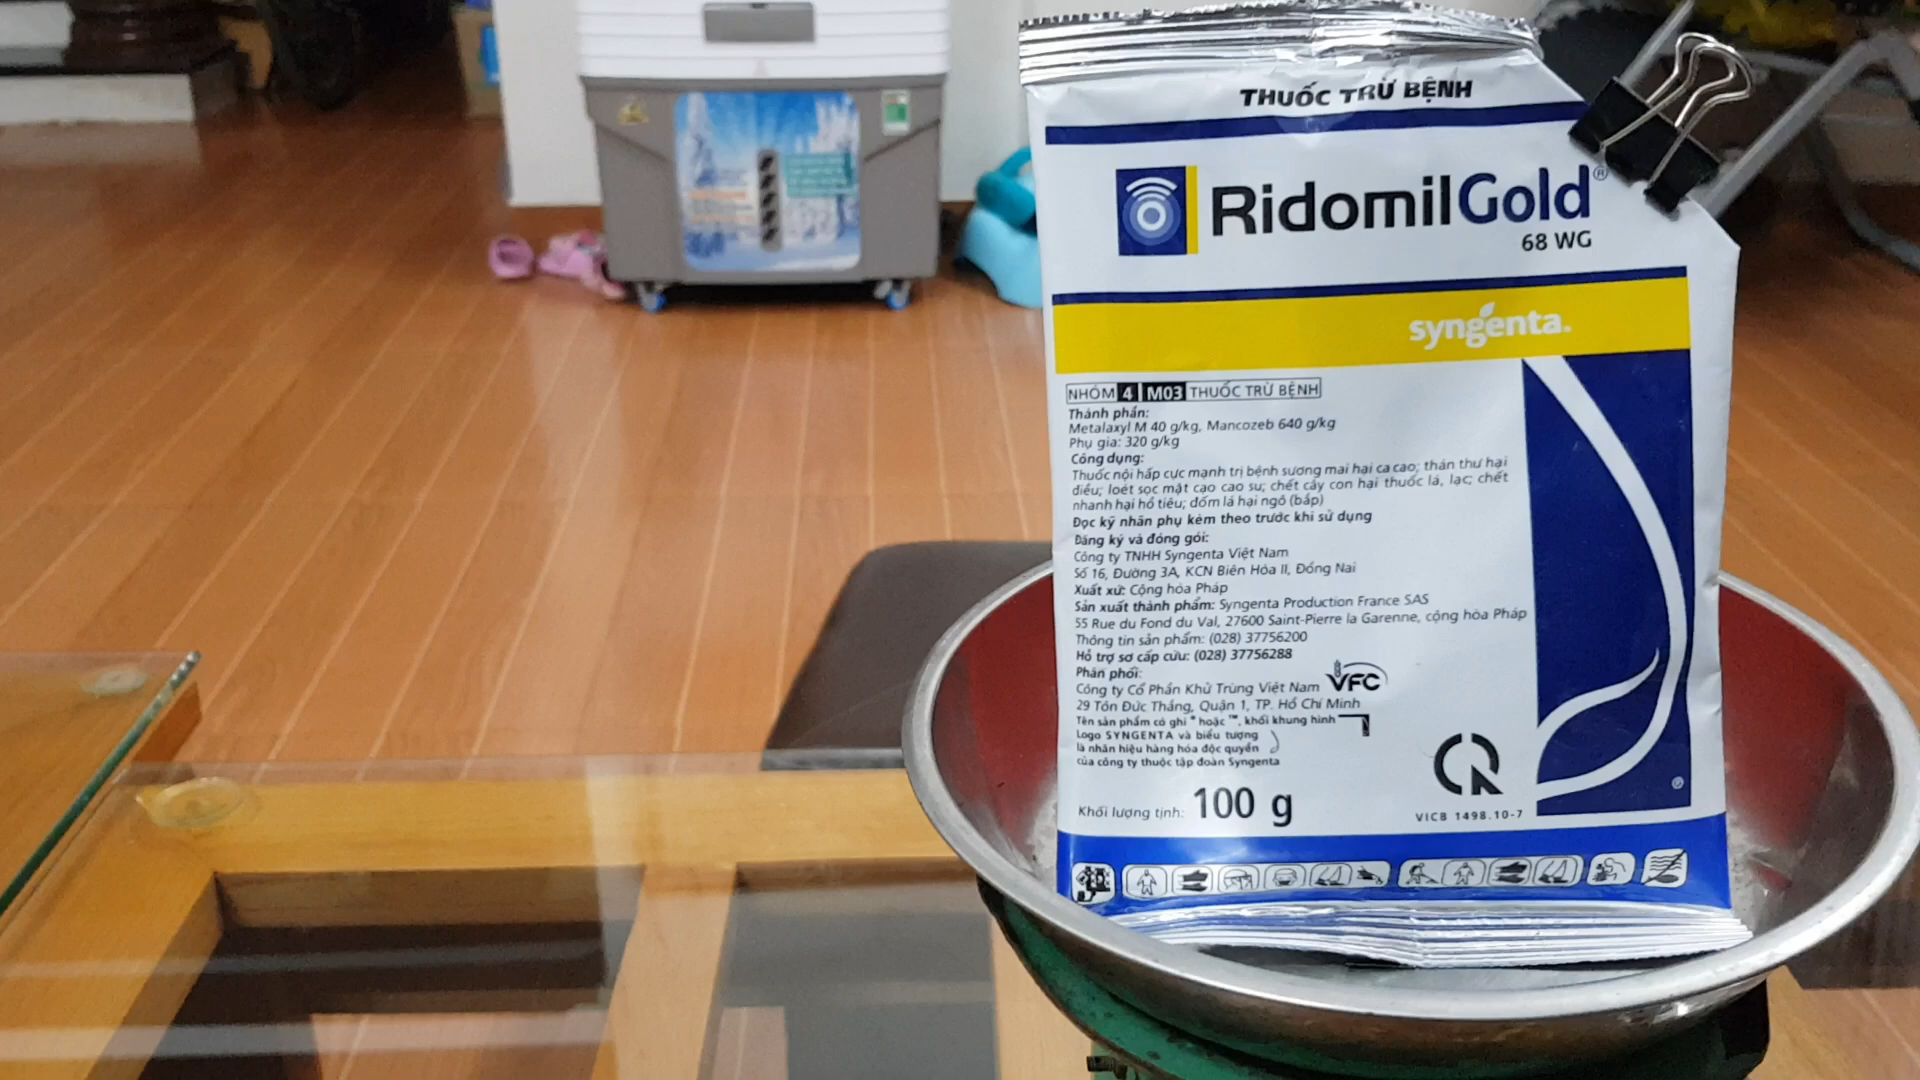 THUỐC TRỪ BỆNH
RidomilGold®
68 WG
syngenta.
NHÓM 4 M03 THUỐC TRỪ BỆNH
Thành phần:
Metalaxyl M 40 g/kg, Mancozeb 640 g/kg
Phụ gia: 320 g/kg
Công dụng:
Thuốc nội hấp cực mạnh trị bệnh sương mai hại ca cao; thán thư hại
điều; loét sọc mặt cạo cao su; chết cây con hại thuốc lá, lạc; chết
nhanh hại hồ tiêu; đốm lá hại ngô (bắp)
Đọc kỹ nhãn phụ kèm theo trước khi sử dụng
Đăng ký và đóng gói:
Công ty TNHH Syngenta Việt Nam
Số 16, Đường 3A, KCN Biên Hòa II, Đồng Nai
Xuất xứ: Cộng hòa Pháp
Sản xuất thành phẩm: Syngenta Production France SAS
55 Rue du Fond du Val, 27600 Saint-Pierre la Garenne, cộng hòa Pháp
Thông tin sản phẩm: (028) 37756200
Hỗ trợ sơ cấp cứu: (028) 37756288
Phân phối:
Công ty Cổ Phần Khử Trùng Việt Nam VFC
29 Tôn Đức Thắng, Quận 1, TP. Hồ Chí Minh
Tên sản phẩm có ghi ® hoặc ™, khối khung hình
Logo SYNGENTA và biểu tượng
là nhãn hiệu hàng hóa độc quyền
của công ty thuộc tập đoàn Syngenta
Khối lượng tịnh: 100 g
VICB 1498.10-7